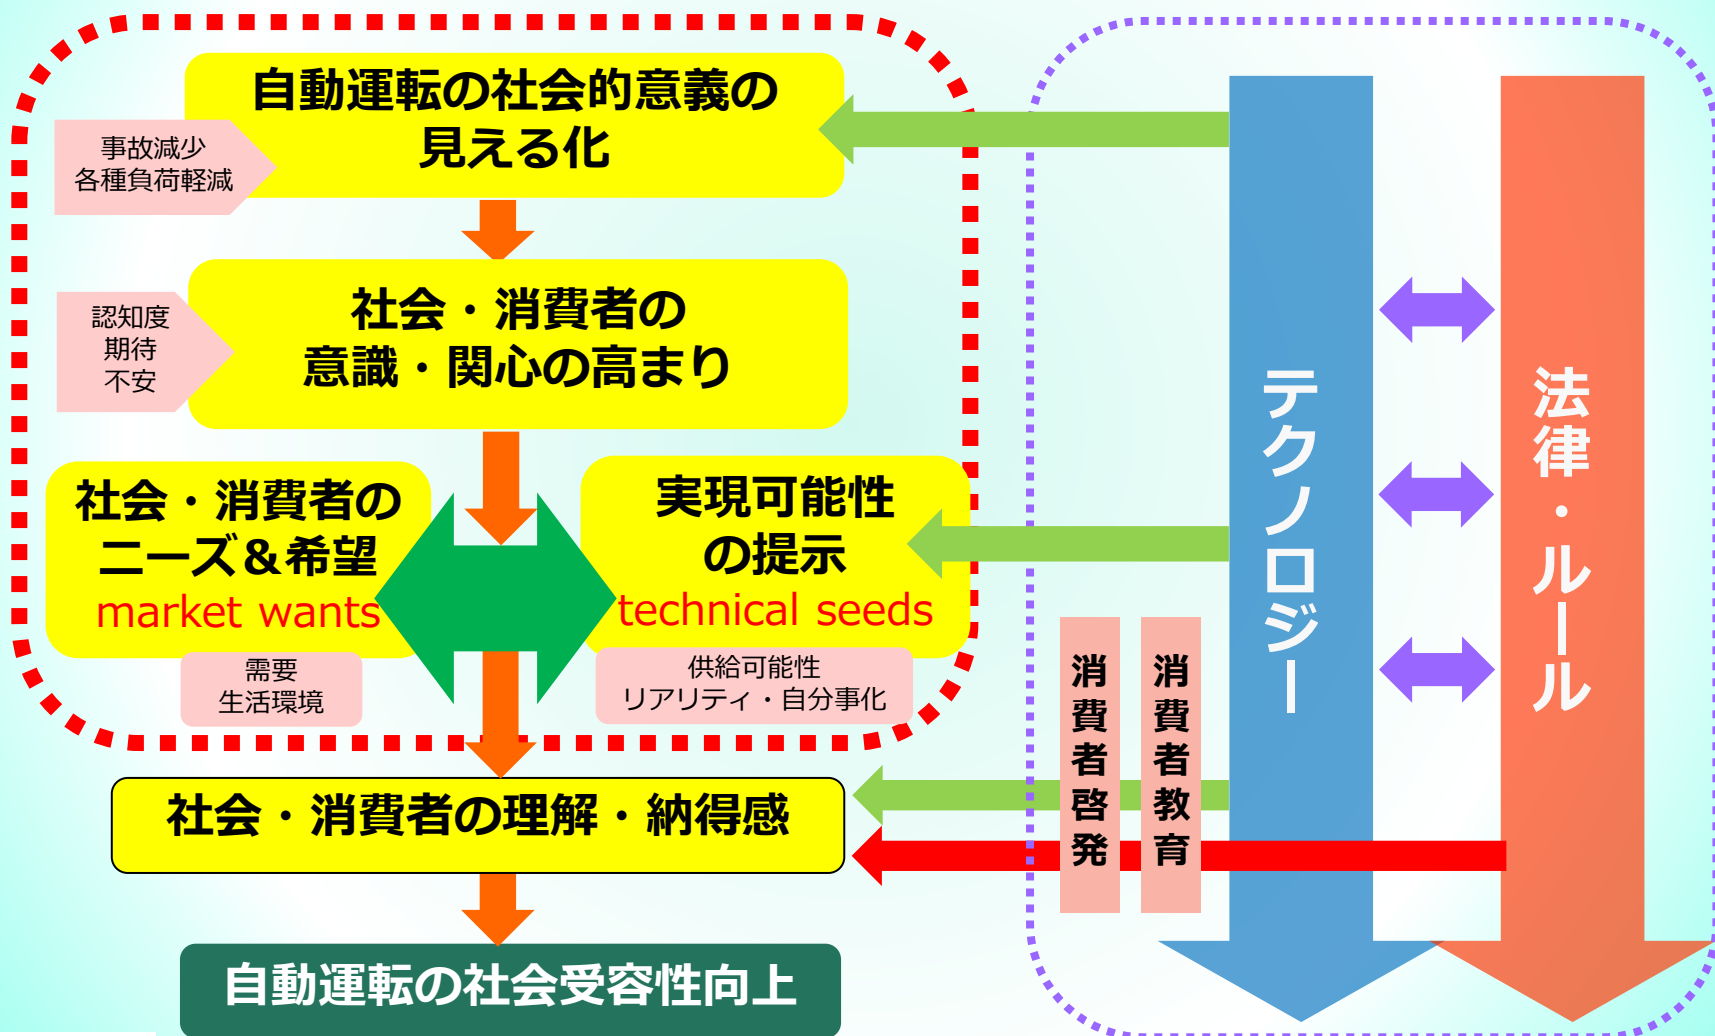 自動運転の社会的意義の
見える化
事故減少
各種負荷軽減
社会・消費者の
意識・関心の高まり
認知度
期待
不安
社会・消費者の
ニーズ＆希望
market wants
需要
生活環境
実現可能性
の提示
technical seeds
供給可能性
リアリティ・自分事化
社会・消費者の理解・納得感
自動運転の社会受容性向上
消費者啓発
消費者教育
テクノロジー
法律・ルール